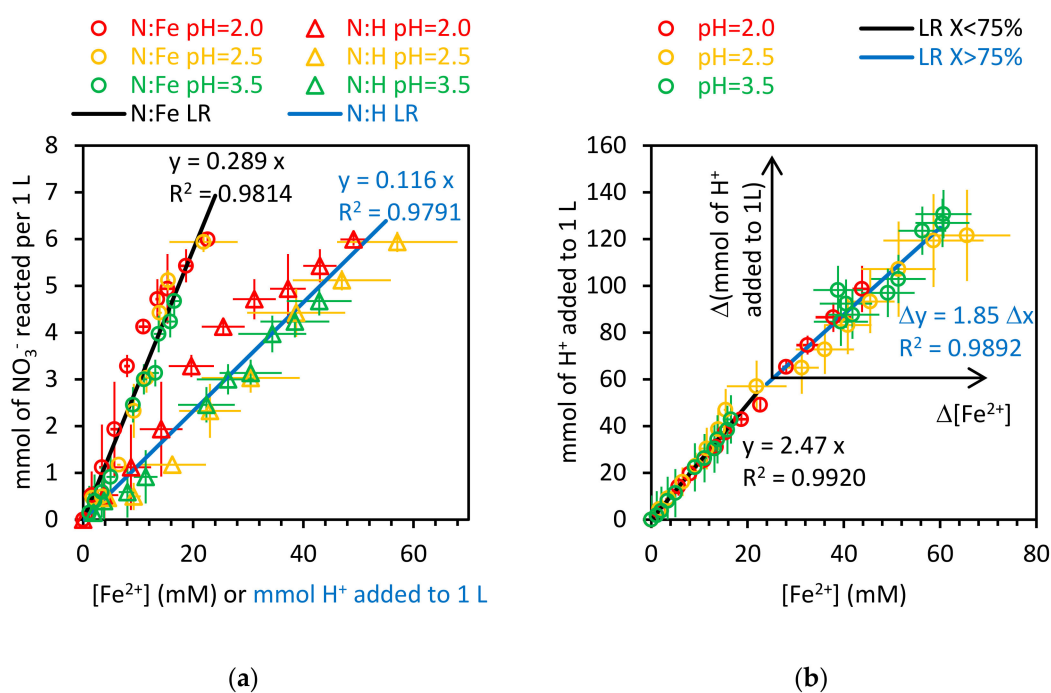 N:Fe pH=2.0
N:H pH=2.0
N:Fe pH=2.5
N:H pH=2.5
N:Fe pH=3.5
N:H pH=3.5
N:Fe LR
N:H LR
mmol of NO₃⁻ reacted per 1 L
8
7
6
5
4
3
2
1
0
y = 0.289 x
R² = 0.9814
y = 0.116 x
R² = 0.9791
0
20
40
60
[Fe²⁺] (mM) or mmol H⁺ added to 1 L
(a)
pH=2.0
LR X<75%
pH=2.5
LR X>75%
pH=3.5
mmol of H⁺ added to 1 L
160
140
120
100
80
60
40
20
0
Δ(mmol of H⁺
added to 1L)
Δy = 1.85 Δx
R² = 0.9892
Δ[Fe²⁺]
y = 2.47 x
R² = 0.9920
0
20
40
60
80
[Fe²⁺] (mM)
(b)